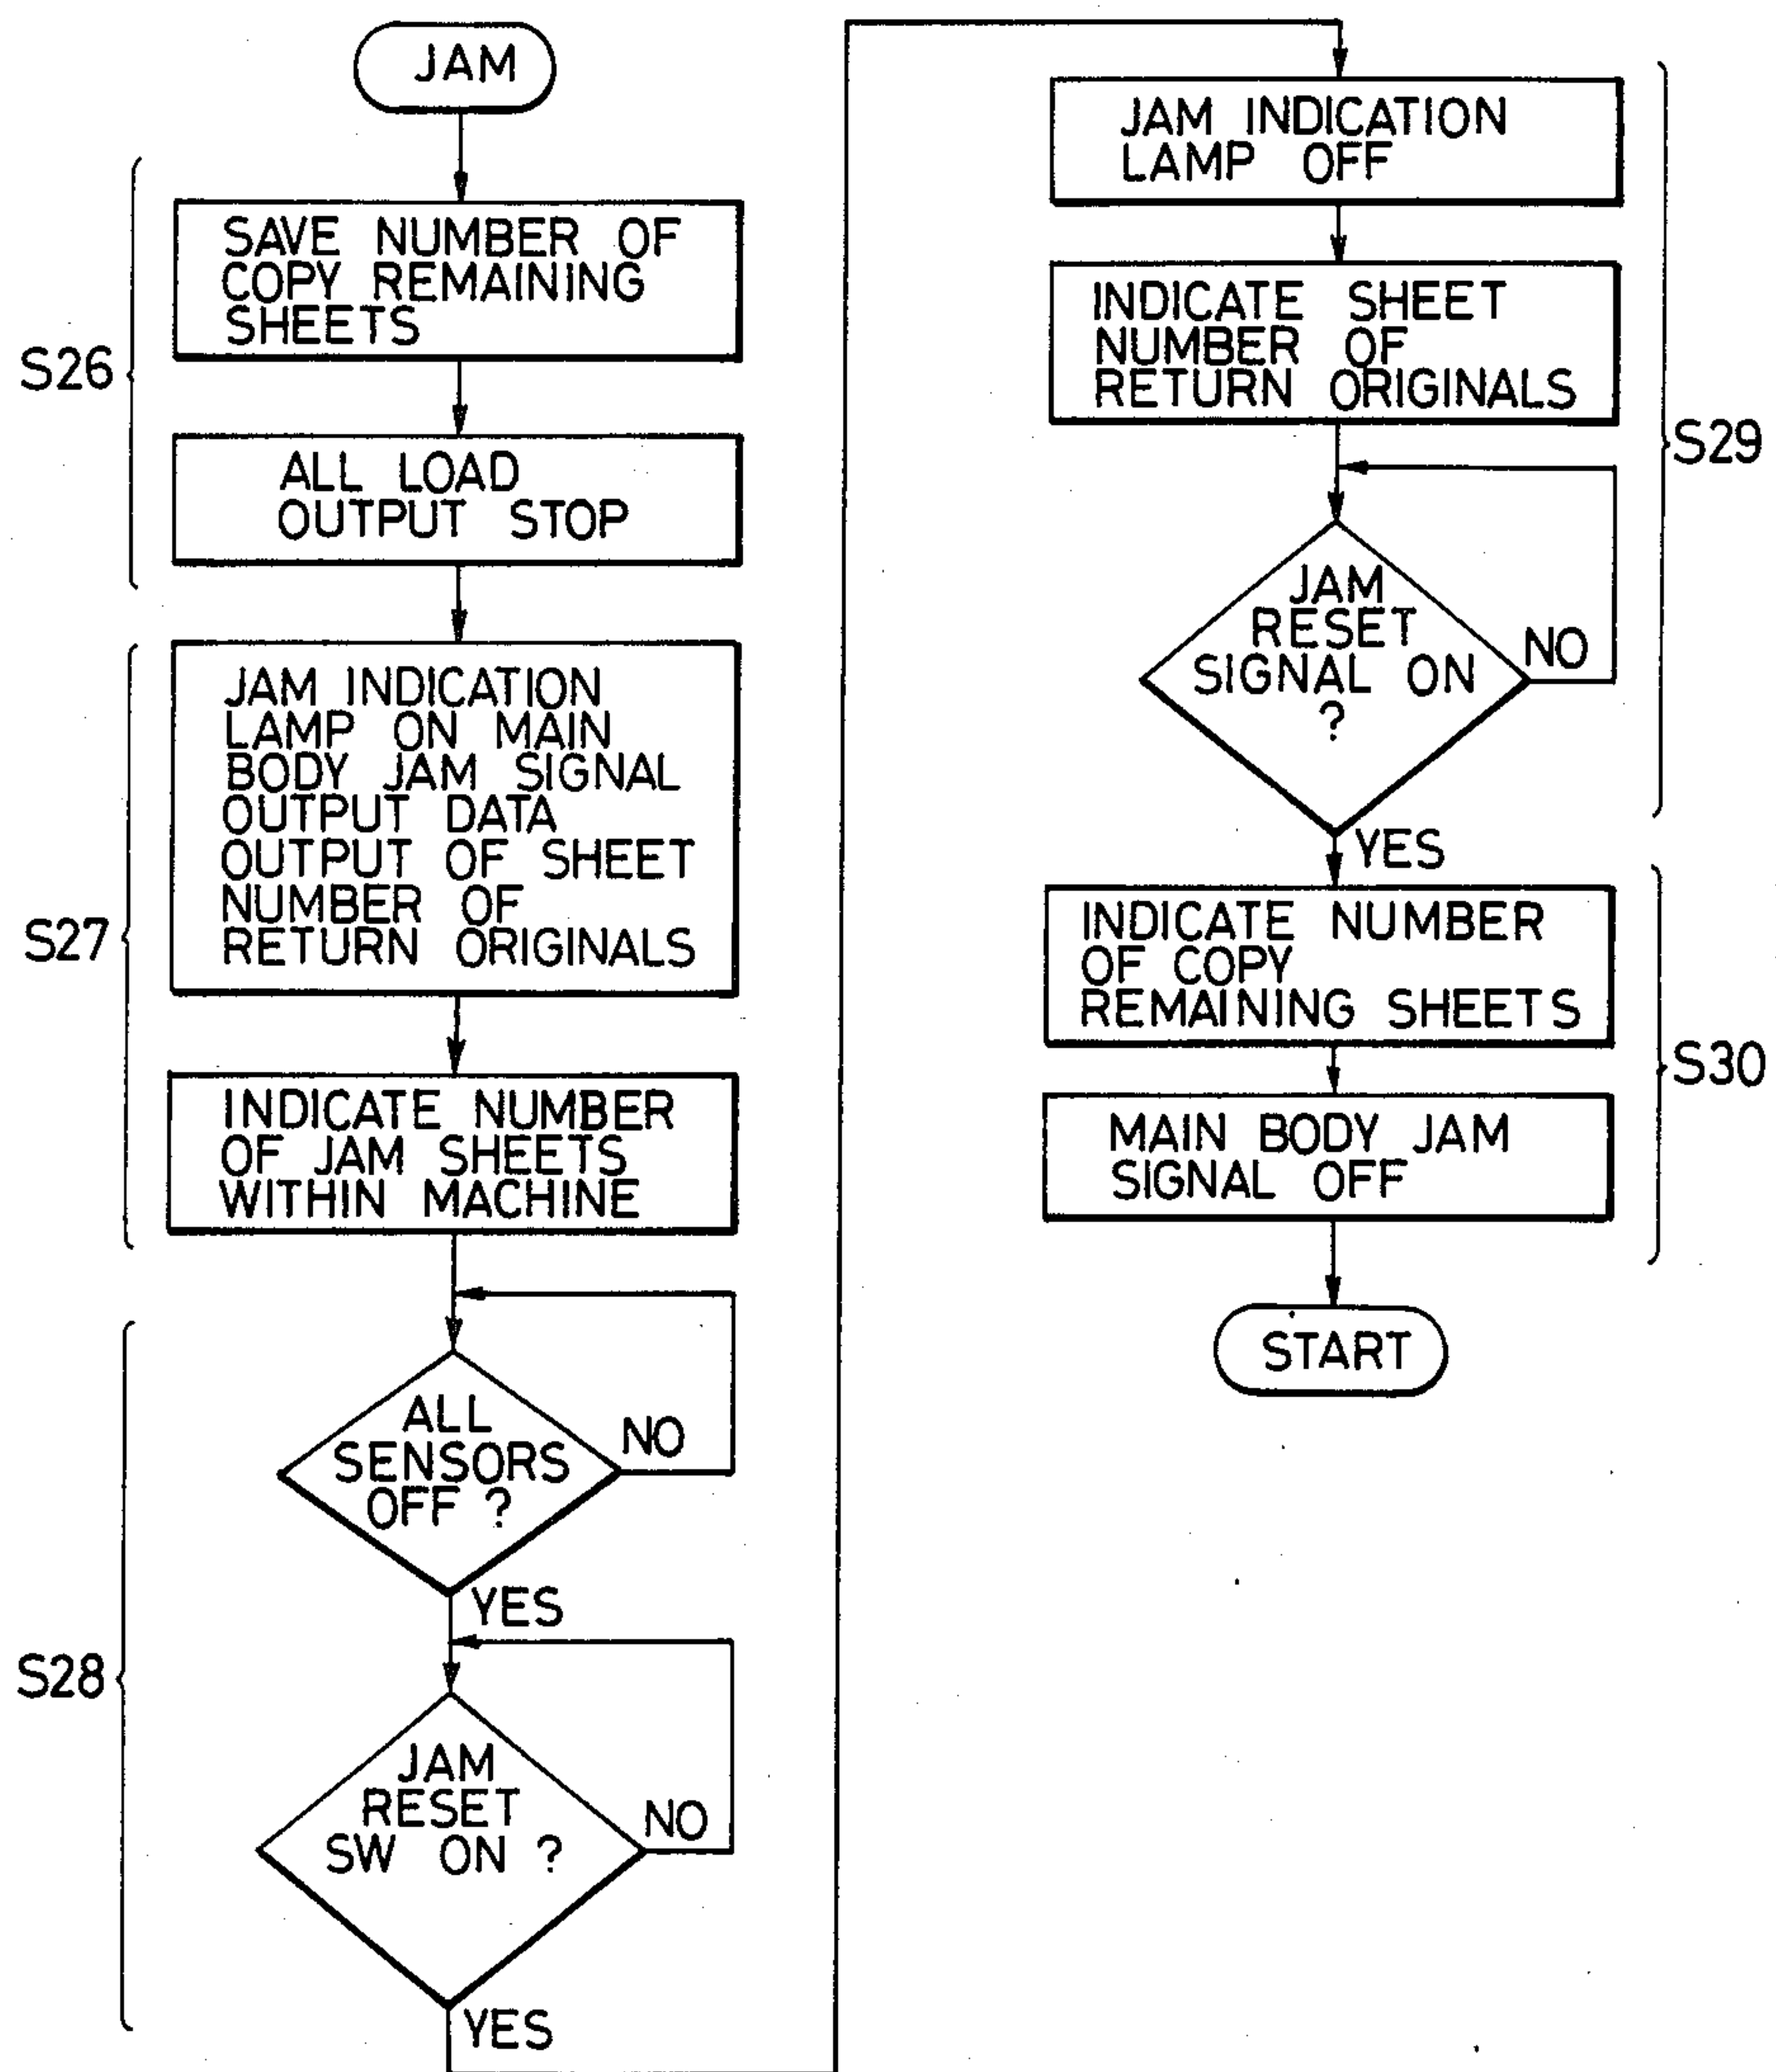 JAM
S26
SAVE NUMBER OF
COPY REMAINING
SHEETS
ALL LOAD
OUTPUT STOP
S27
JAM INDICATION
LAMP ON MAIN
BODY JAM SIGNAL
OUTPUT DATA
OUTPUT OF SHEET
NUMBER OF
RETURN ORIGINALS
INDICATE NUMBER
OF JAM SHEETS
WITHIN MACHINE
S28
ALL
SENSORS
OFF ?
NO
YES
JAM
RESET
SW ON ?
NO
YES
JAM INDICATION
LAMP OFF
INDICATE SHEET
NUMBER OF
RETURN ORIGINALS
S29
JAM
RESET
SIGNAL ON
?
NO
YES
INDICATE NUMBER
OF COPY
REMAINING SHEETS
S30
MAIN BODY JAM
SIGNAL OFF
START